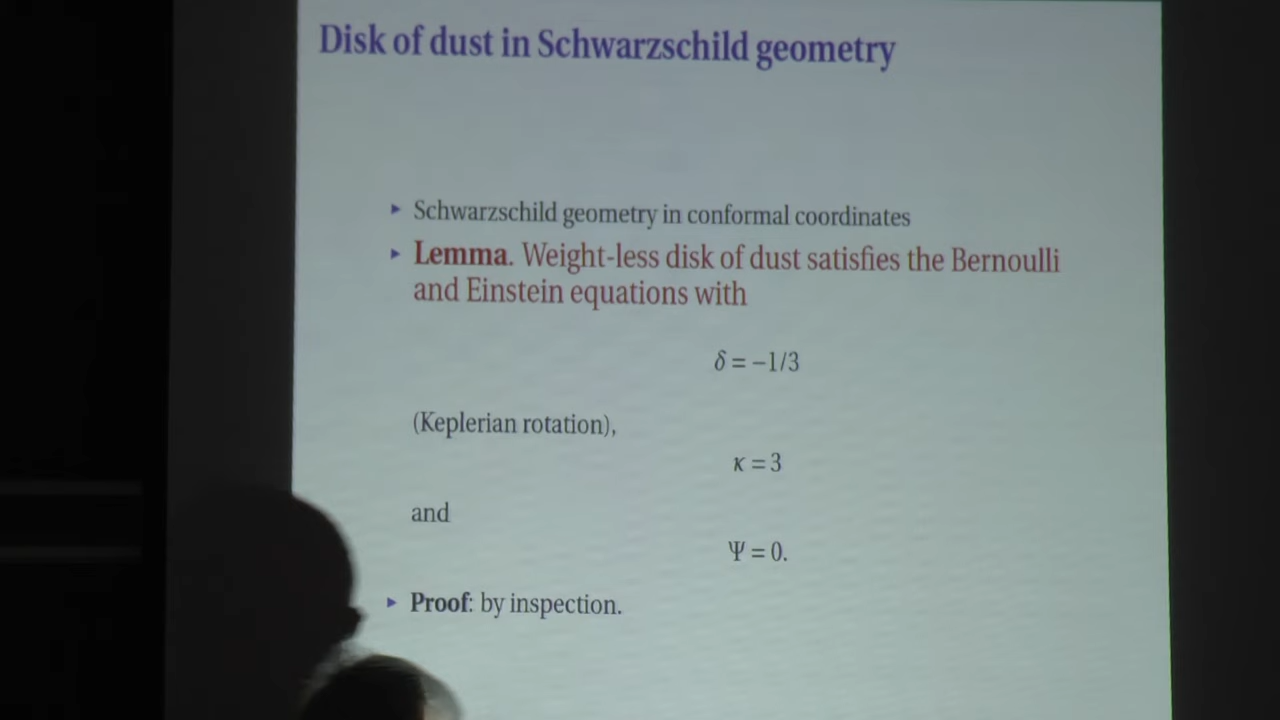 Disk of dust in Schwarzschild geometry
▸ Schwarzschild geometry in conformal coordinates
▸ Lemma. Weight-less disk of dust satisfies the Bernoulli
and Einstein equations with
δ = −1/3
(Keplerian rotation),
κ = 3
and
Ψ = 0.
▸ Proof: by inspection.